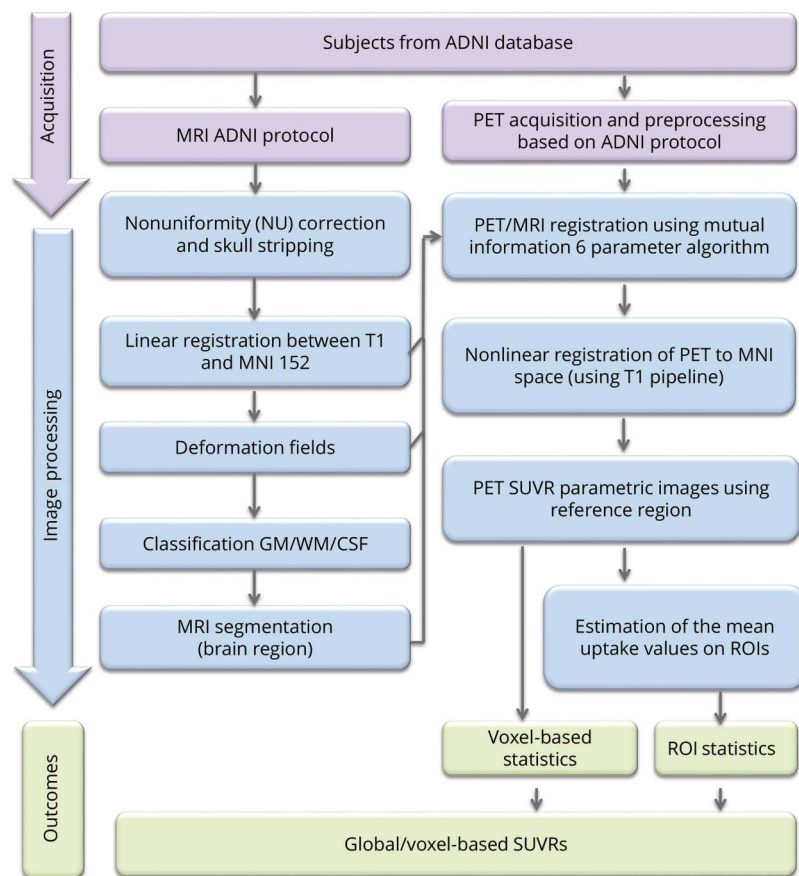 Acquisition
Subjects from ADNI database
MRI ADNI protocol
PET acquisition and preprocessing
based on ADNI protocol
Image processing
Nonuniformity (NU) correction
and skull stripping
Linear registration between T1
and MNI 152
Deformation fields
Classification GM/WM/CSF
MRI segmentation
(brain region)
PET/MRI registration using mutual
information 6 parameter algorithm
Nonlinear registration of PET to MNI
space (using T1 pipeline)
PET SUVR parametric images using
reference region
Estimation of the mean
uptake values on ROIs
Outcomes
Voxel-based
statistics
ROI statistics
Global/voxel-based SUVRs